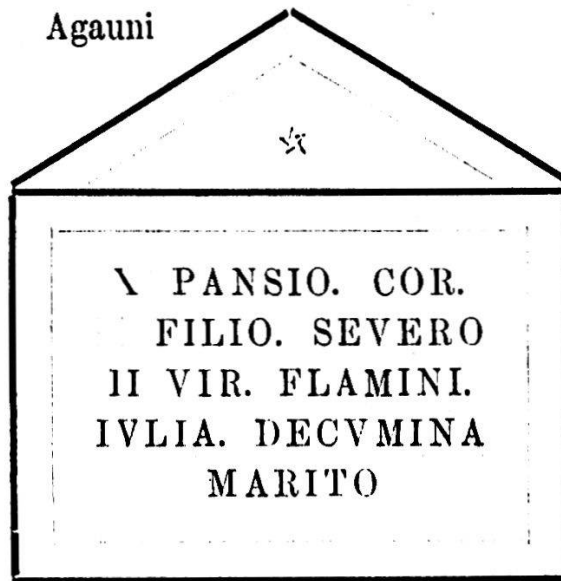 Agauni
\ PANSIO. COR.
FILIO. SEVERO
II VIR. FLAMINI.
IVLIA. DECVMINA
MARITO